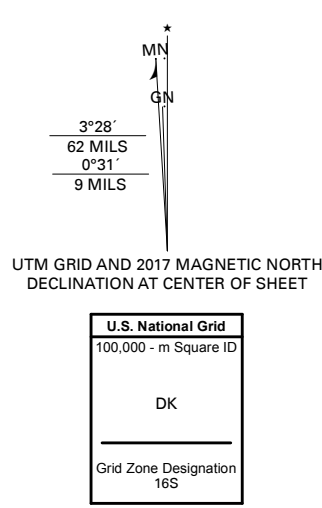 ★
MN
GN
3°28´
62 MILS
0°31´
9 MILS
UTM GRID AND 2017 MAGNETIC NORTH
DECLINATION AT CENTER OF SHEET
U.S. National Grid
100,000 - m Square ID
DK
Grid Zone Designation
16S